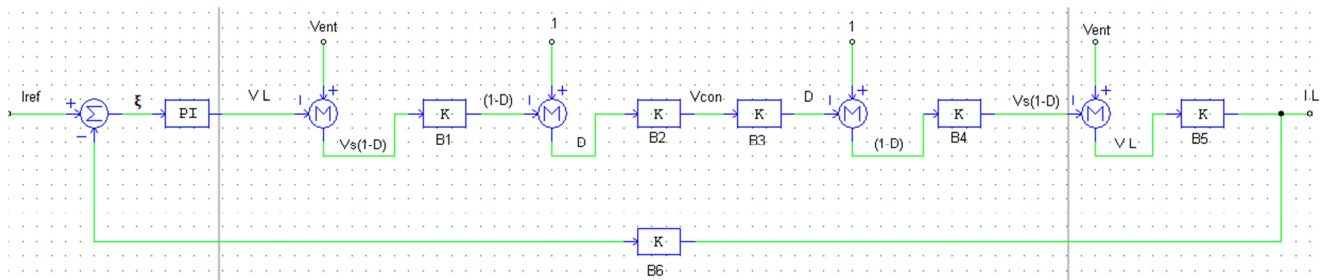 Vent 1 1 Vent
Iref + Σ − ξ PI V L I + M K (1-D) I + M K Vcon K D I + M K Vs(1-D) I + M K I.L
Vs(1-D) B1 D B2 B3 (1-D) B4 V L B5
K
B6